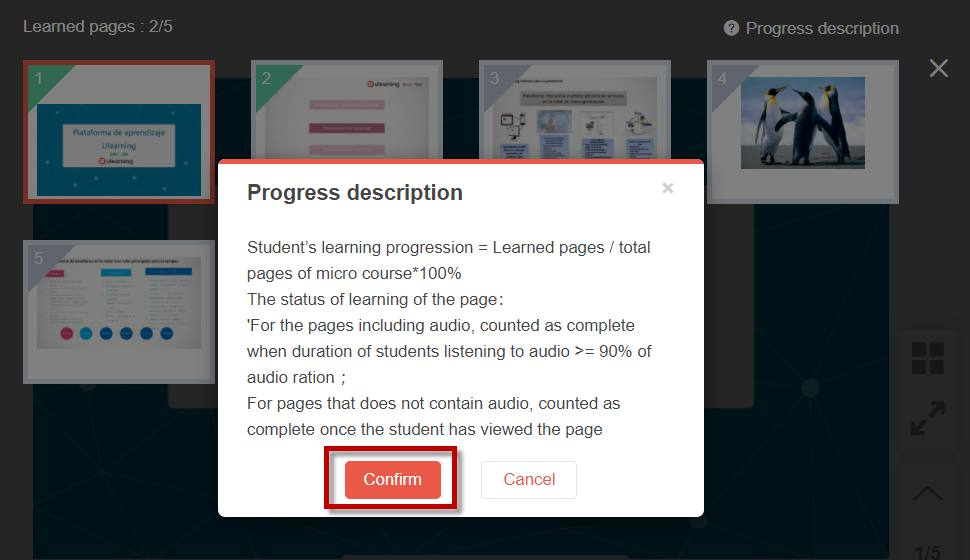 Learned pages : 2/5
? Progress description
1
Plataforma de aprendizaje
Ulearning
ulearning
2
ulearning
3
Plataforma interactiva
4
5
Progress description
×
Student’s learning progression = Learned pages / total
pages of micro course*100%
The status of learning of the page：
'For the pages including audio, counted as complete
when duration of students listening to audio >= 90% of
audio ration；
For pages that does not contain audio, counted as
complete once the student has viewed the page
Confirm
Cancel
1/5